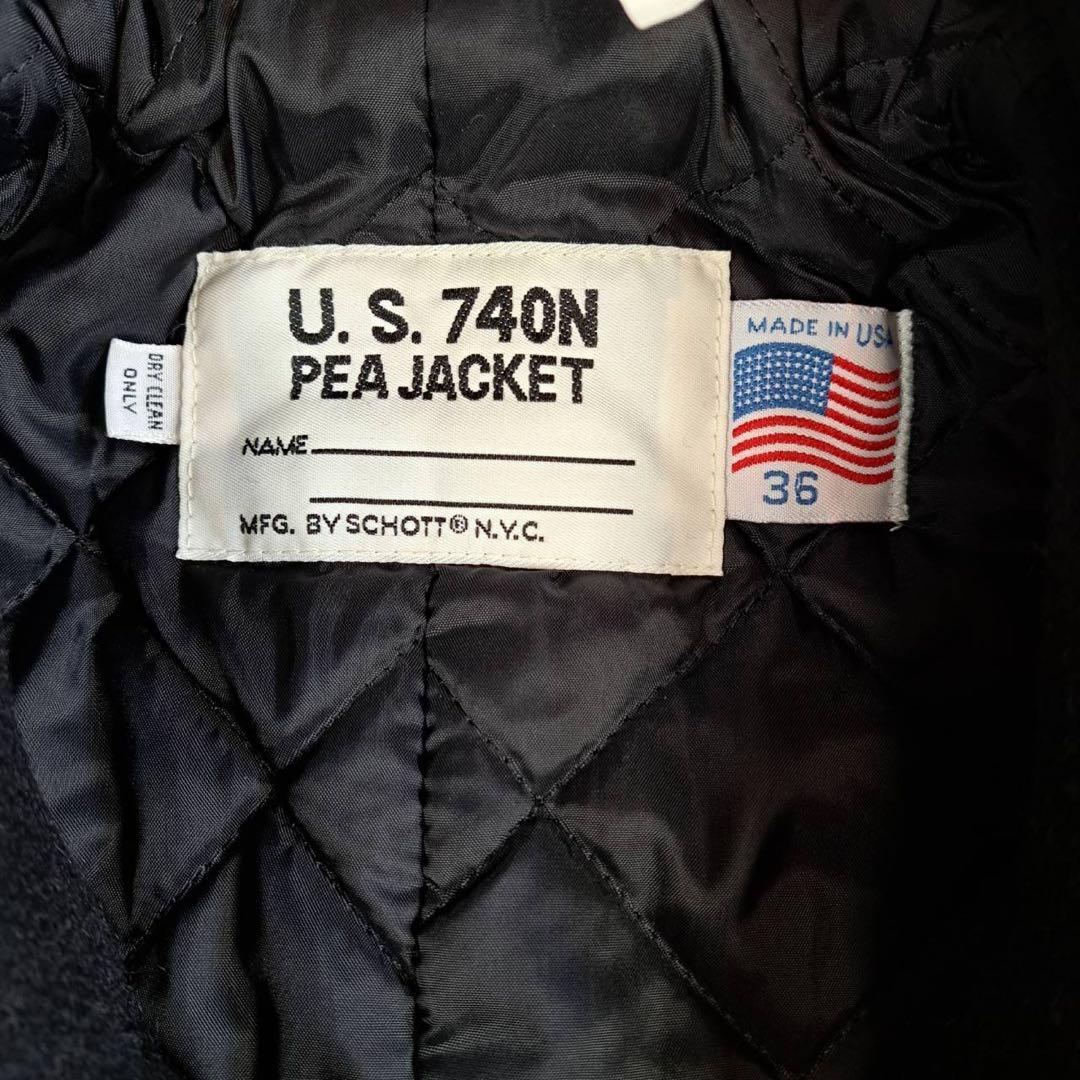 U. S. 740N
PEA JACKET
NAME
MFG. BY SCHOTT® N.Y.C.
DRY CLEAN
ONLY
MADE IN USA
36